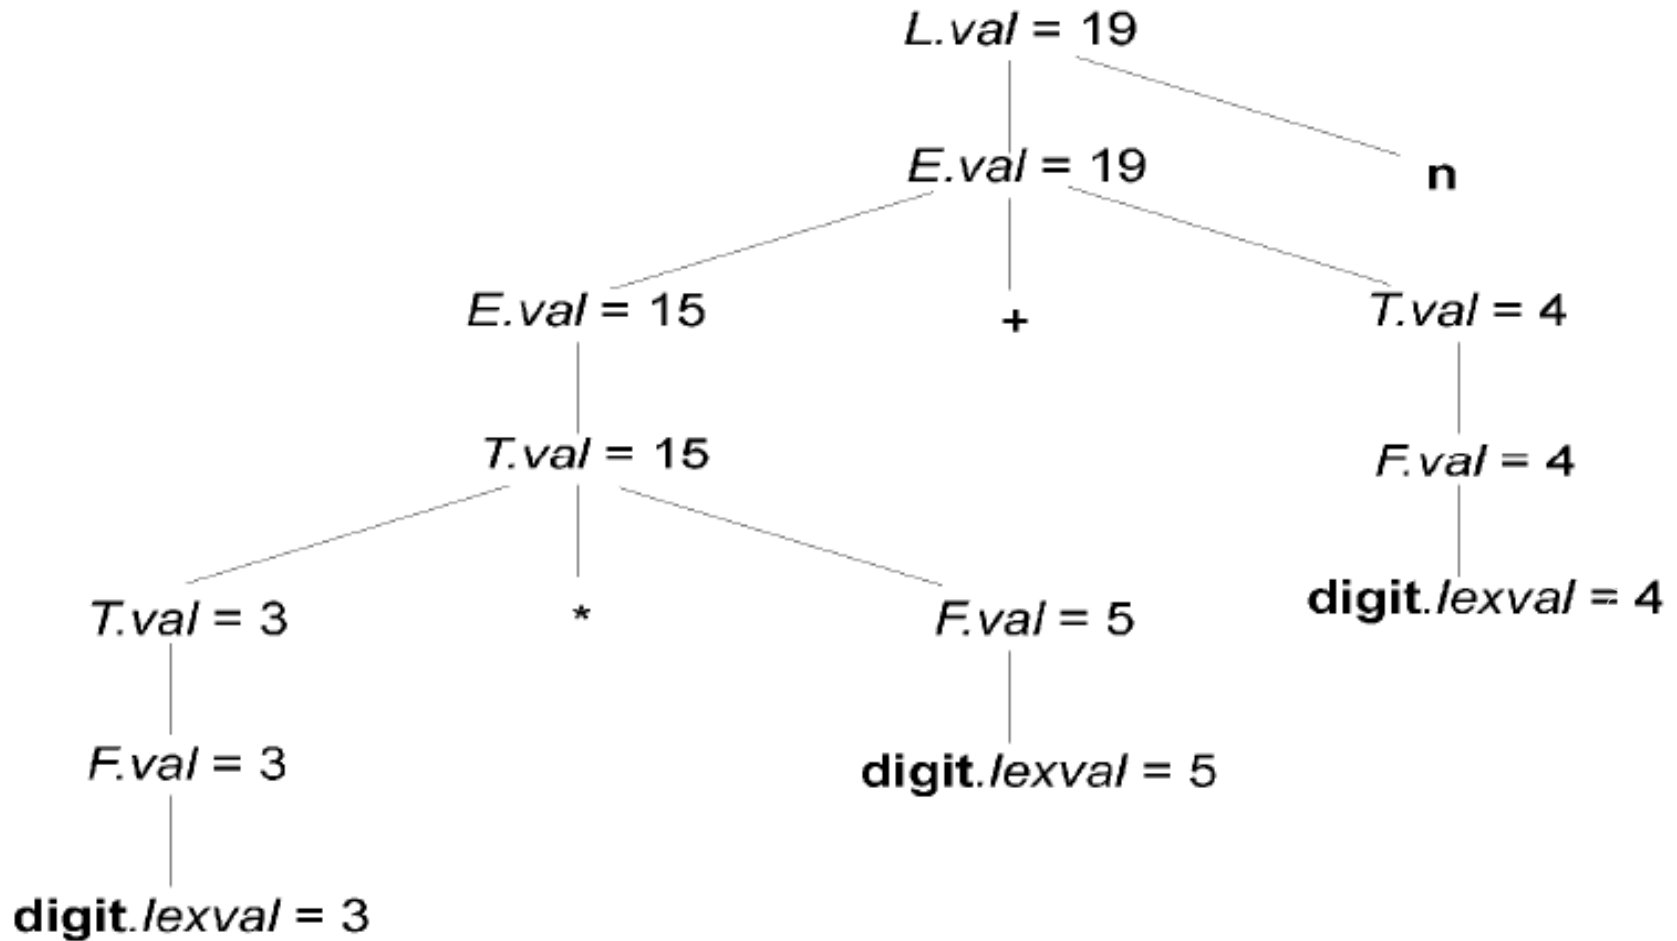 L.val = 19
E.val = 19
n
E.val = 15
+
T.val = 4
T.val = 15
F.val = 4
T.val = 3
*
F.val = 5
digit.lexval = 4
F.val = 3
digit.lexval = 5
digit.lexval = 3